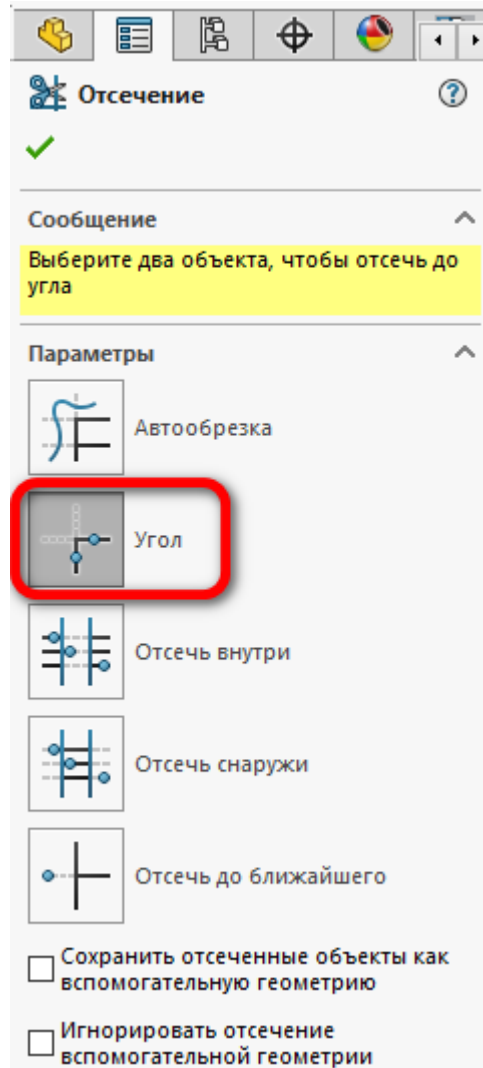 Отсечение
Сообщение
Выберите два объекта, чтобы отсечь до
угла
Параметры
Автообрезка
Угол
Отсечь внутри
Отсечь снаружи
Отсечь до ближайшего
Сохранить отсеченные объекты как
вспомогательную геометрию
Игнорировать отсечение
вспомогательной геометрии